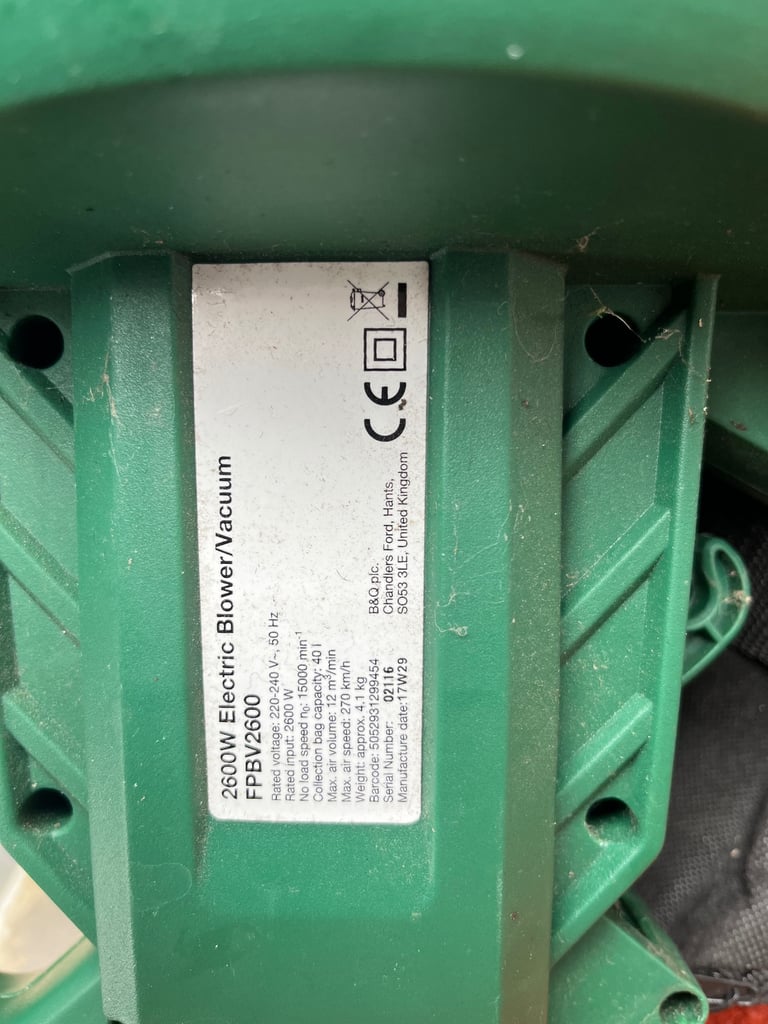 2600W Electric Blower/Vacuum
FPBV2600
Rated voltage: 220-240 V~, 50 Hz
Rated input: 2600 W
No load speed n₀: 15000 min⁻¹
Collection bag capacity: 40 l
Max. air volume: 12 m³/min
Max. air speed: 270 km/h
Weight: approx. 4.1 kg
Barcode: 5052931299454
Serial Number: 02116
Manufacture date: 17W29
B&Q plc.
Chandlers Ford, Hants,
SO53 3LE, United Kingdom
CE